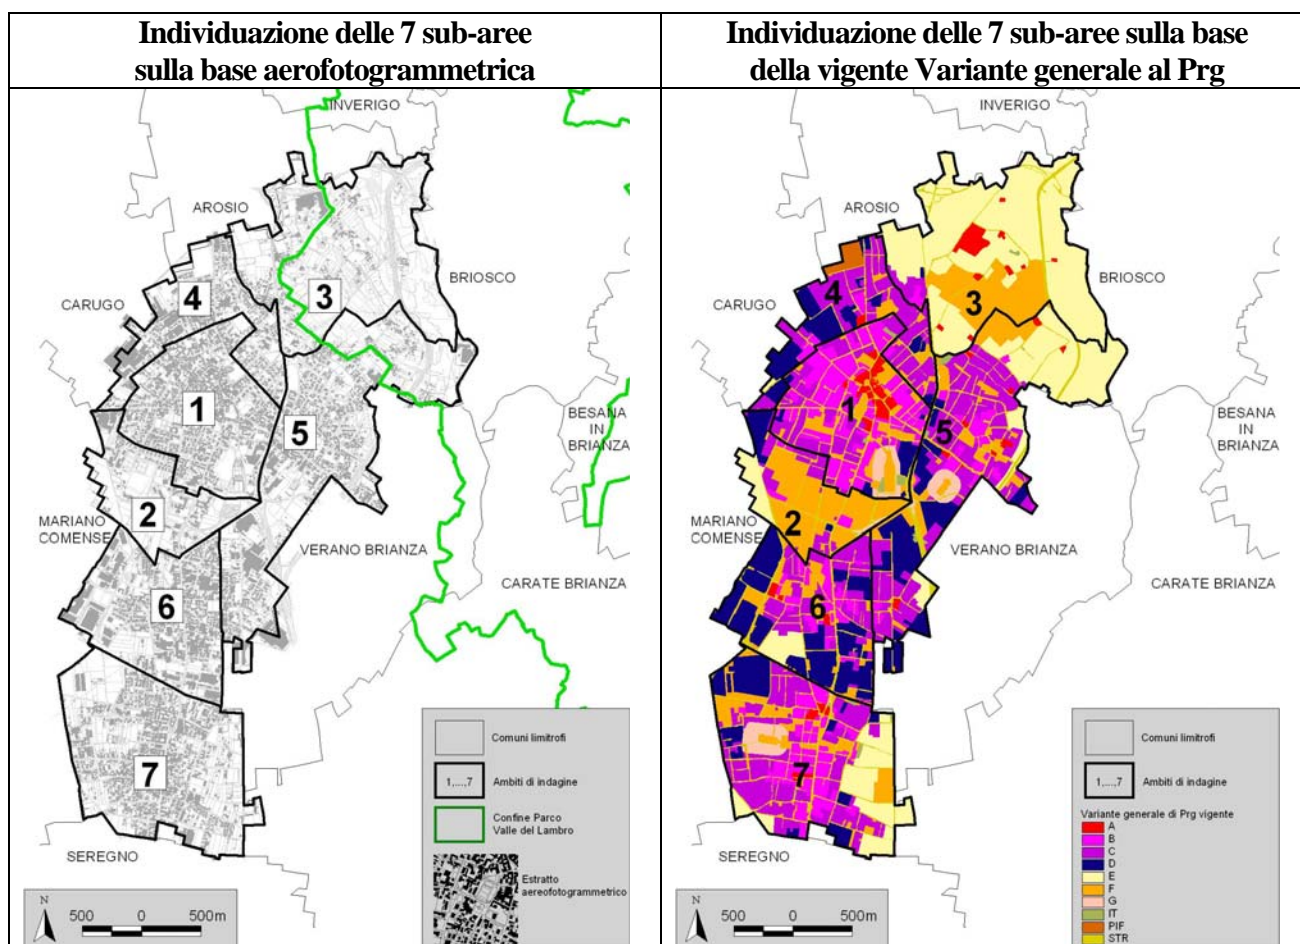 Individuazione delle 7 sub-aree
sulla base aerofotogrammetrica
Individuazione delle 7 sub-aree sulla base
della vigente Variante generale al Prg
INVERIGO
AROSIO
BRIOSCO
CARUGO
4
3
1
5
BESANA
IN
BRIANZA
2
MARIANO
COMENSE
VERANO BRIANZA
CARATE BRIANZA
6
7
SEREGNO
Comuni limitrofi
1,...,7 Ambiti di indagine
Confine Parco
Valle del Lambro
Estratto
aereofotogrammetrico
N
500 0 500m
INVERIGO
AROSIO
BRIOSCO
CARUGO
4
3
1
5
BESANA
IN
BRIANZA
2
MARIANO
COMENSE
VERANO BRIANZA
CARATE BRIANZA
6
7
SEREGNO
Comuni limitrofi
1,...,7 Ambiti di indagine
Variante generale di Prg vigente
A
B
C
D
E
F
G
IT
PIF
STR
N
500 0 500m